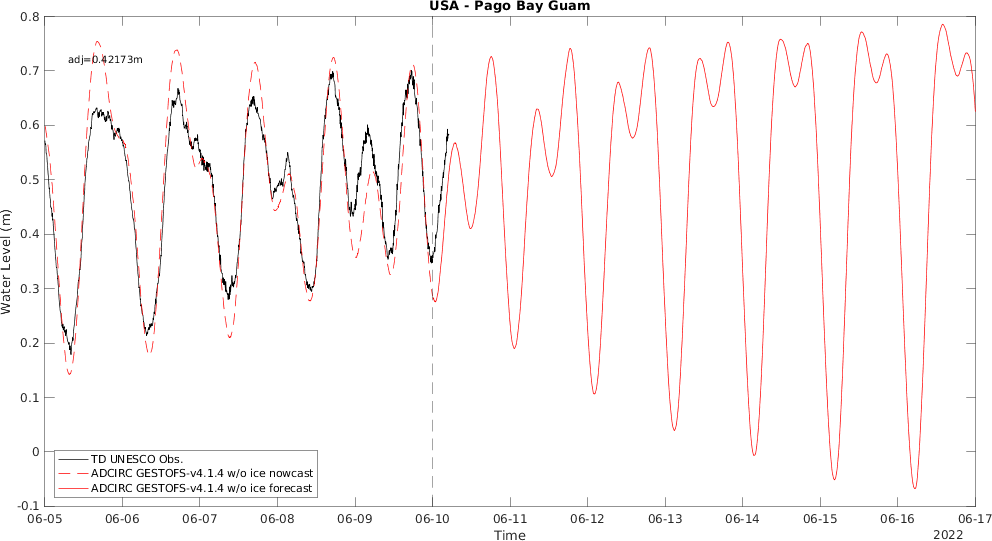 USA - Pago Bay Guam
adj=0.42173m
Water Level (m)
0.8
0.7
0.6
0.5
0.4
0.3
0.2
0.1
0
-0.1
TD UNESCO Obs.
ADCIRC GESTOFS-v4.1.4 w/o ice nowcast
ADCIRC GESTOFS-v4.1.4 w/o ice forecast
06-05 06-06 06-07 06-08 06-09 06-10 06-11 06-12 06-13 06-14 06-15 06-16 06-17
Time
2022